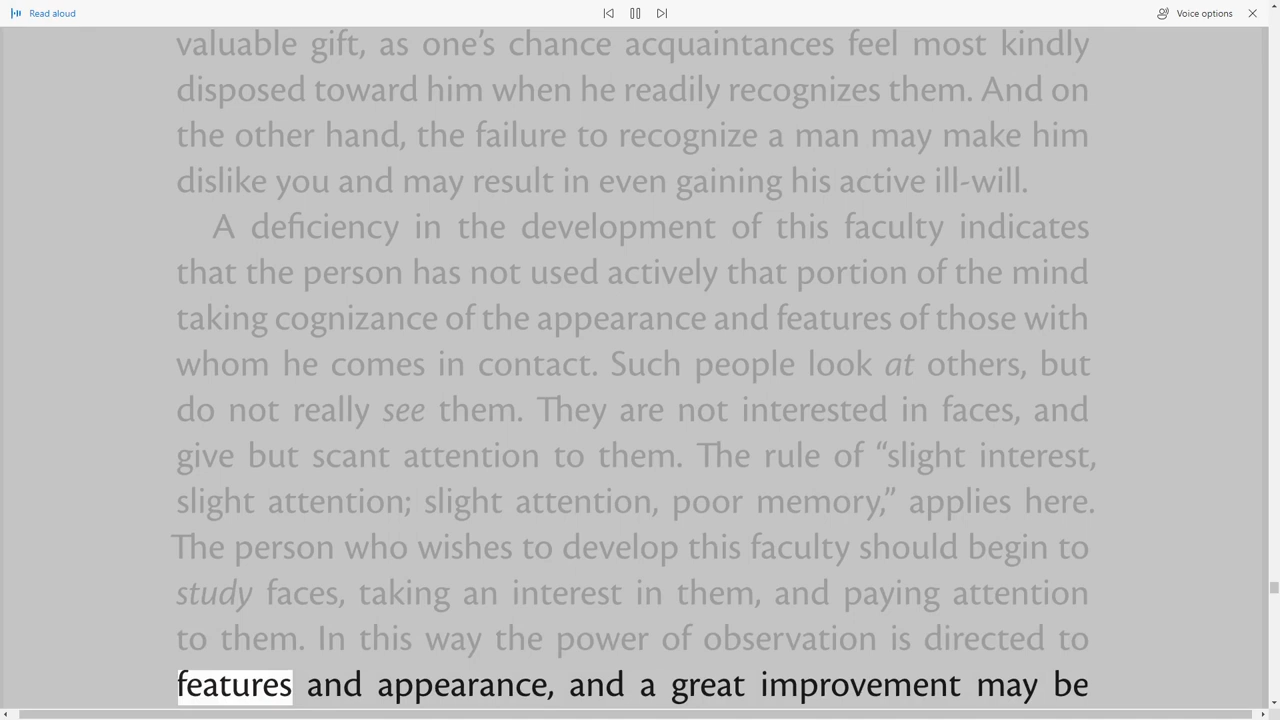 Read aloud
Voice options
valuable gift, as one’s chance acquaintances feel most kindly
disposed toward him when he readily recognizes them. And on
the other hand, the failure to recognize a man may make him
dislike you and may result in even gaining his active ill-will.
A deficiency in the development of this faculty indicates
that the person has not used actively that portion of the mind
taking cognizance of the appearance and features of those with
whom he comes in contact. Such people look at others, but
do not really see them. They are not interested in faces, and
give but scant attention to them. The rule of “slight interest,
slight attention; slight attention, poor memory,” applies here.
The person who wishes to develop this faculty should begin to
study faces, taking an interest in them, and paying attention
to them. In this way the power of observation is directed to
features and appearance, and a great improvement may be